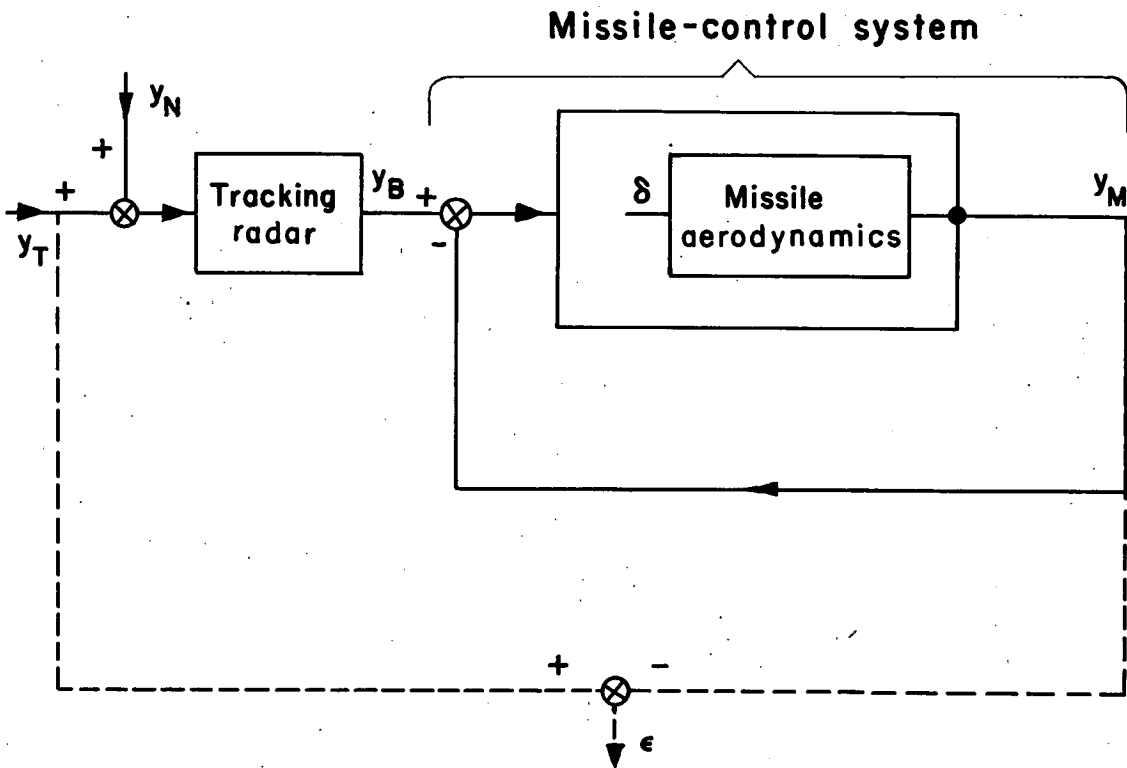 Missile-control system
y_N
+
+
Tracking
radar
y_B
+
δ
Missile
aerodynamics
y_M
y_T
-
+
-
ϵ